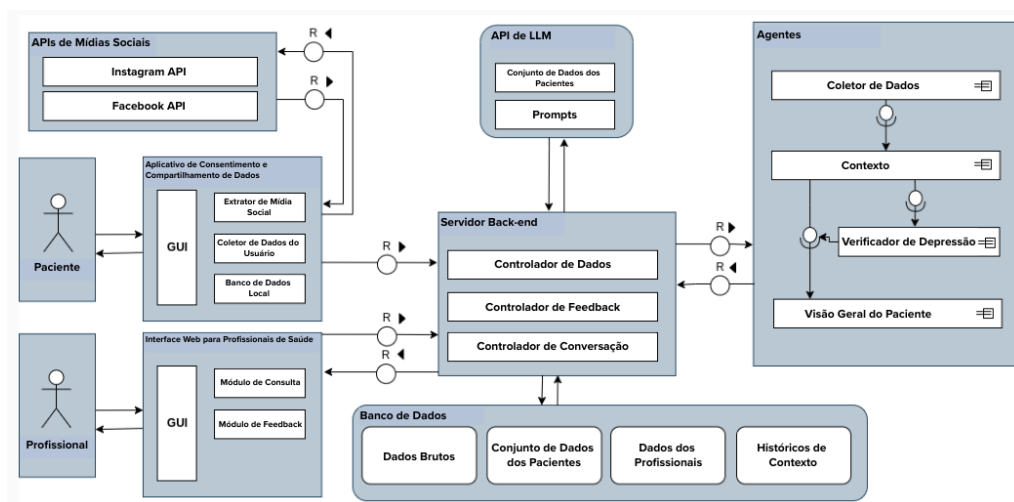 APIs de Mídias Sociais
Instagram API
Facebook API
R
R
API de LLM
Conjunto de Dados dos
Pacientes
Prompts
Agentes
Coletor de Dados
Contexto
Verificador de Depressão
Visão Geral do Paciente
Paciente
Aplicativo de Consentimento e
Compartilhamento de Dados
GUI
Extrator de Mídia
Social
Coletor de Dados do
Usuário
Banco de Dados
Local
R
Servidor Back-end
Controlador de Dados
Controlador de Feedback
Controlador de Conversação
R
R
Profissional
Interface Web para Profissionais de Saúde
GUI
Módulo de Consulta
Módulo de Feedback
R
R
Banco de Dados
Dados Brutos
Conjunto de Dados
dos Pacientes
Dados dos
Profissionais
Históricos de
Contexto